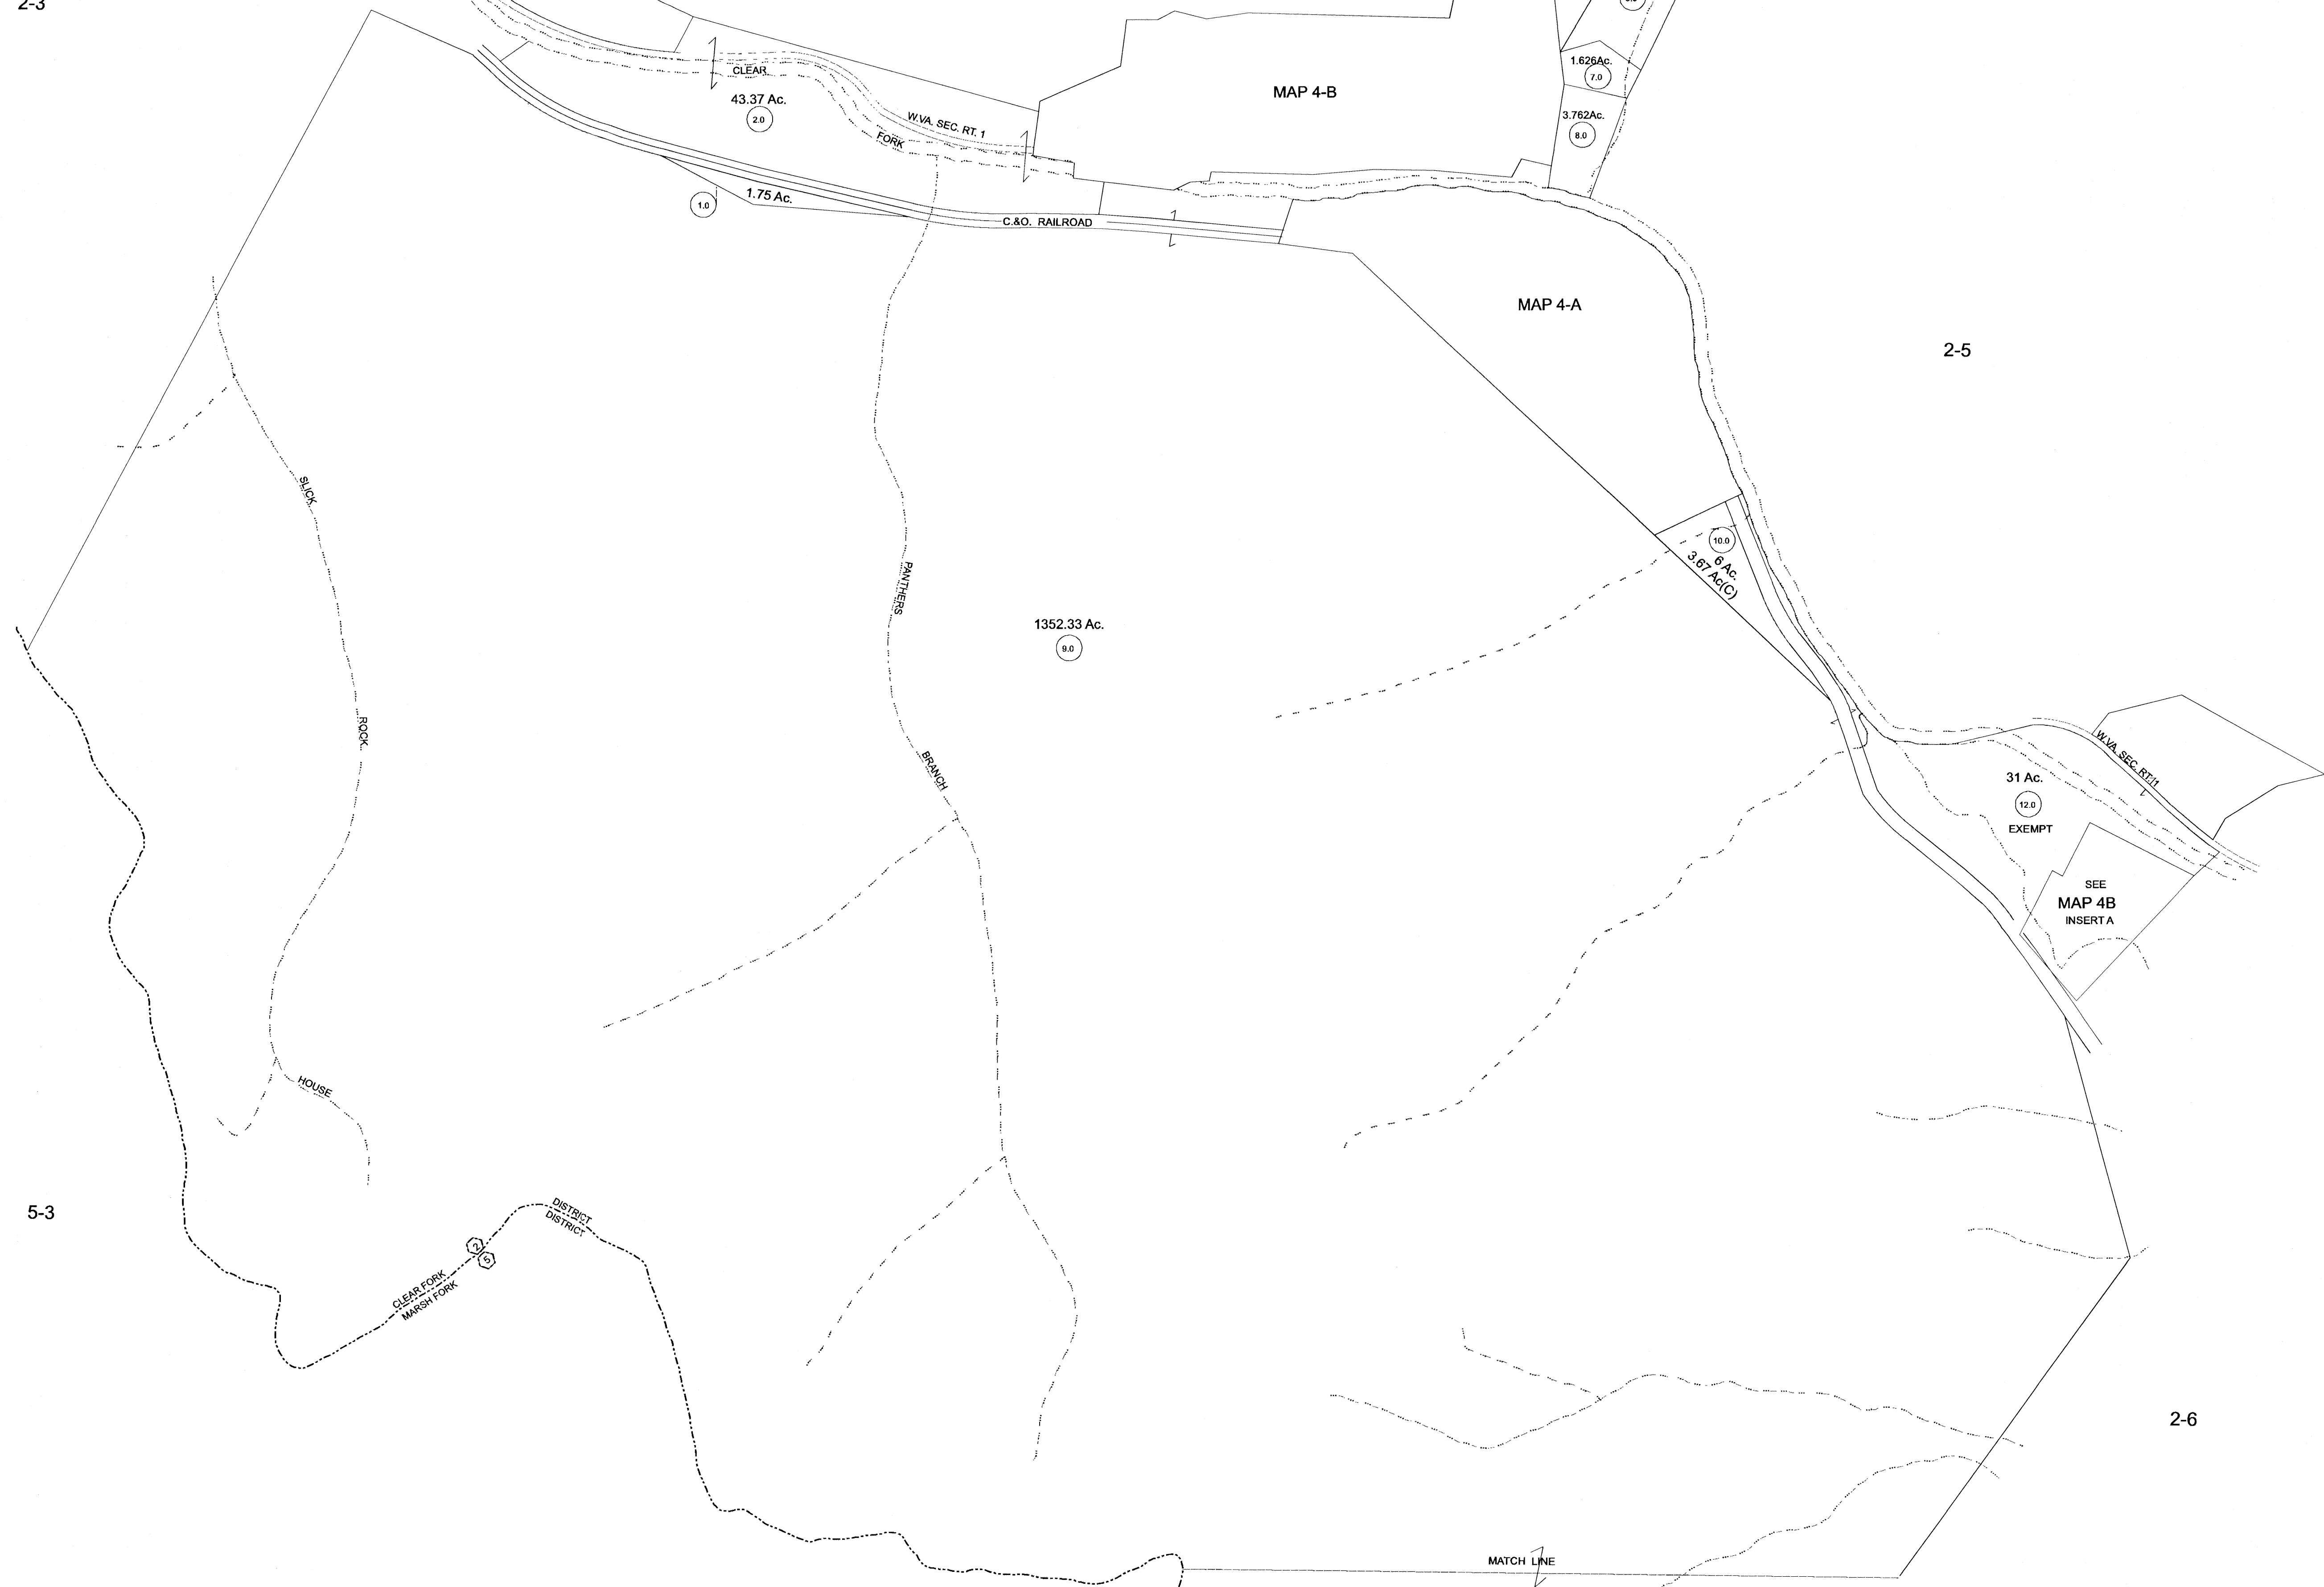 2-3
CLEAR
43.37 Ac.
2.0
W.VA. SEC. RT. 1
FORK
MAP 4-B
1.626Ac.
7.0
3.762Ac.
8.0
1.0
1.75 Ac.
C.&O. RAILROAD
MAP 4-A
2-5
SLICK
ROCK
HOUSE
PANTHERS
BRANCH
1352.33 Ac.
9.0
10.0
6 Ac.
3.67 Ac(C)
W.VA. SEC. RT. 1
31 Ac.
12.0
EXEMPT
SEE
MAP 4B
INSERT A
5-3
DISTRICT
DISTRICT
2
5
CLEAR FORK
MARSH FORK
2-6
MATCH LINE